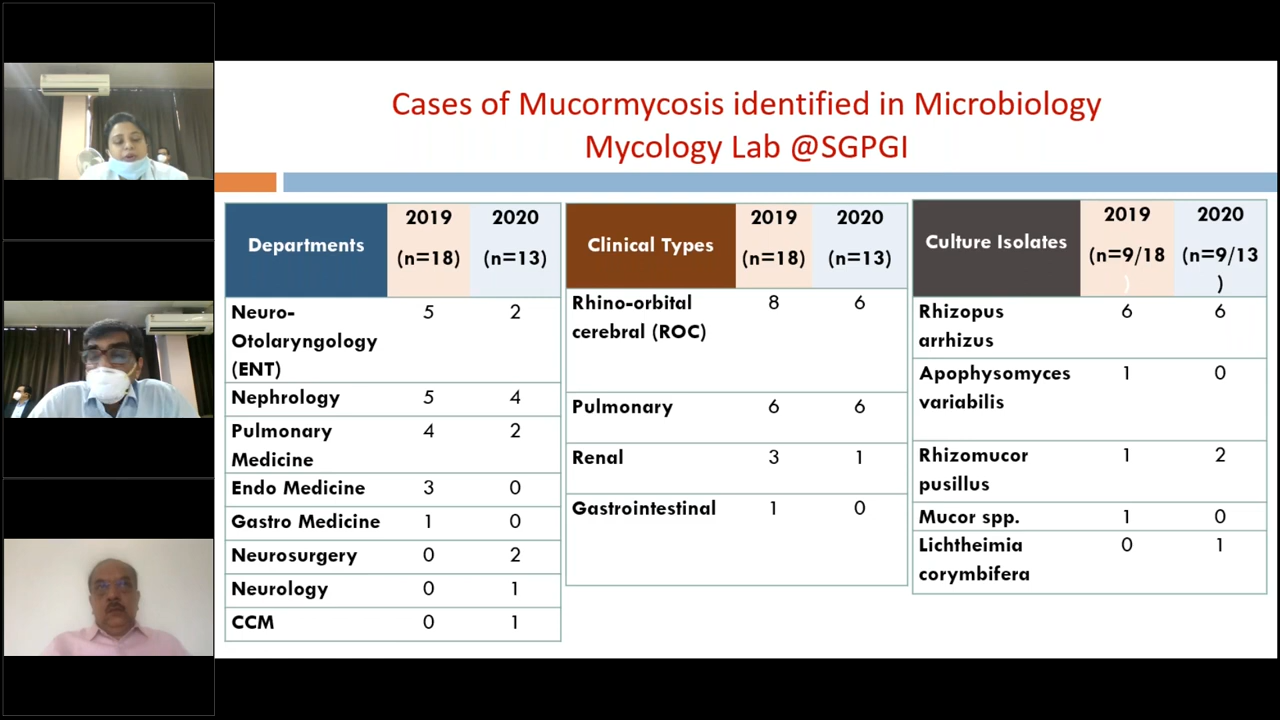 Cases of Mucormycosis identified in Microbiology
Mycology Lab @SGPGI
Departments 2019 (n=18) 2020 (n=13)
Neuro-Otolaryngology (ENT) 5 2
Nephrology 5 4
Pulmonary Medicine 4 2
Endo Medicine 3 0
Gastro Medicine 1 0
Neurosurgery 0 2
Neurology 0 1
CCM 0 1
Clinical Types 2019 (n=18) 2020 (n=13)
Rhino-orbital cerebral (ROC) 8 6
Pulmonary 6 6
Renal 3 1
Gastrointestinal 1 0
Culture Isolates 2019 (n=9/18) 2020 (n=9/13)
Rhizopus arrhizus 6 6
Apophysomyces variabilis 1 0
Rhizomucor pusillus 1 2
Mucor spp. 1 0
Lichtheimia corymbifera 0 1